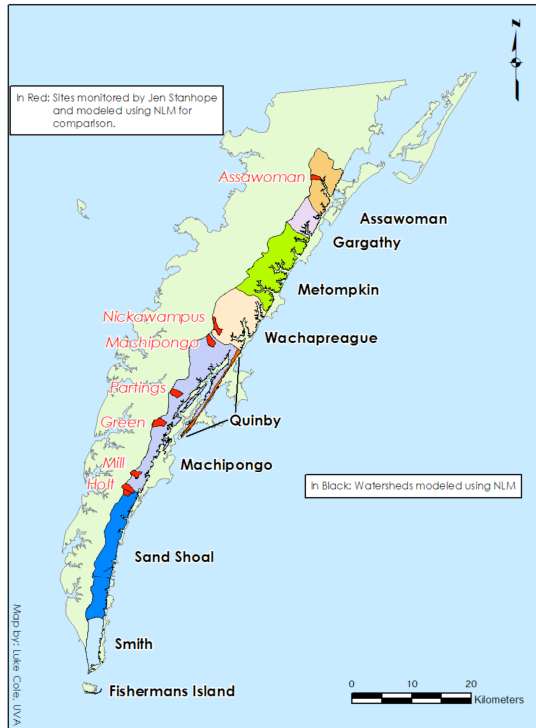 N
In Red: Sites monitored by Jen Stanhope
and modeled using NLM for
comparison.
Assawoman
Assawoman
Gargathy
Metompkin
Nickawampus
Machipongo
Wachapreague
Partings
Quinby
Green
Machipongo
Mill
Holt
In Black: Watersheds modeled using NLM
Sand Shoal
Smith
Fishermans Island
Map by: Luke Cole, UVA
0 10 20
Kilometers